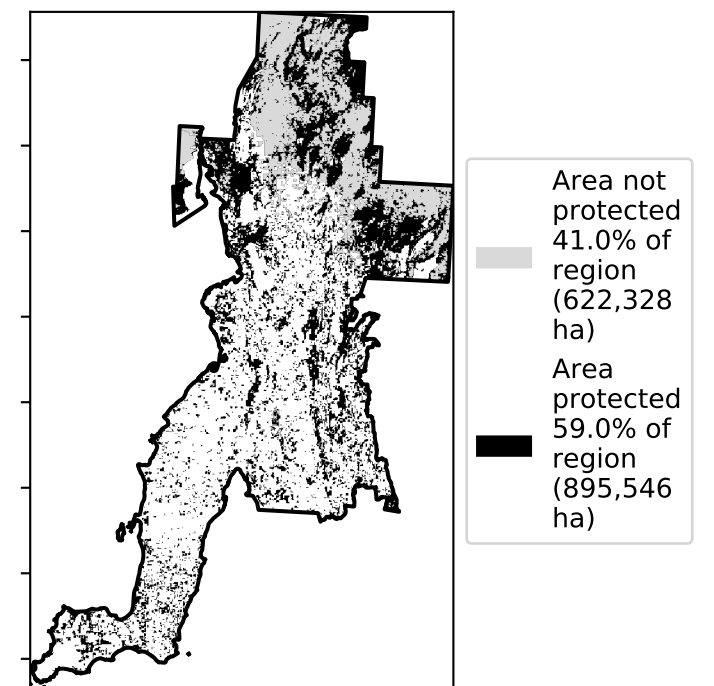 Area not
protected
41.0% of
region
(622,328
ha)
Area
protected
59.0% of
region
(895,546
ha)